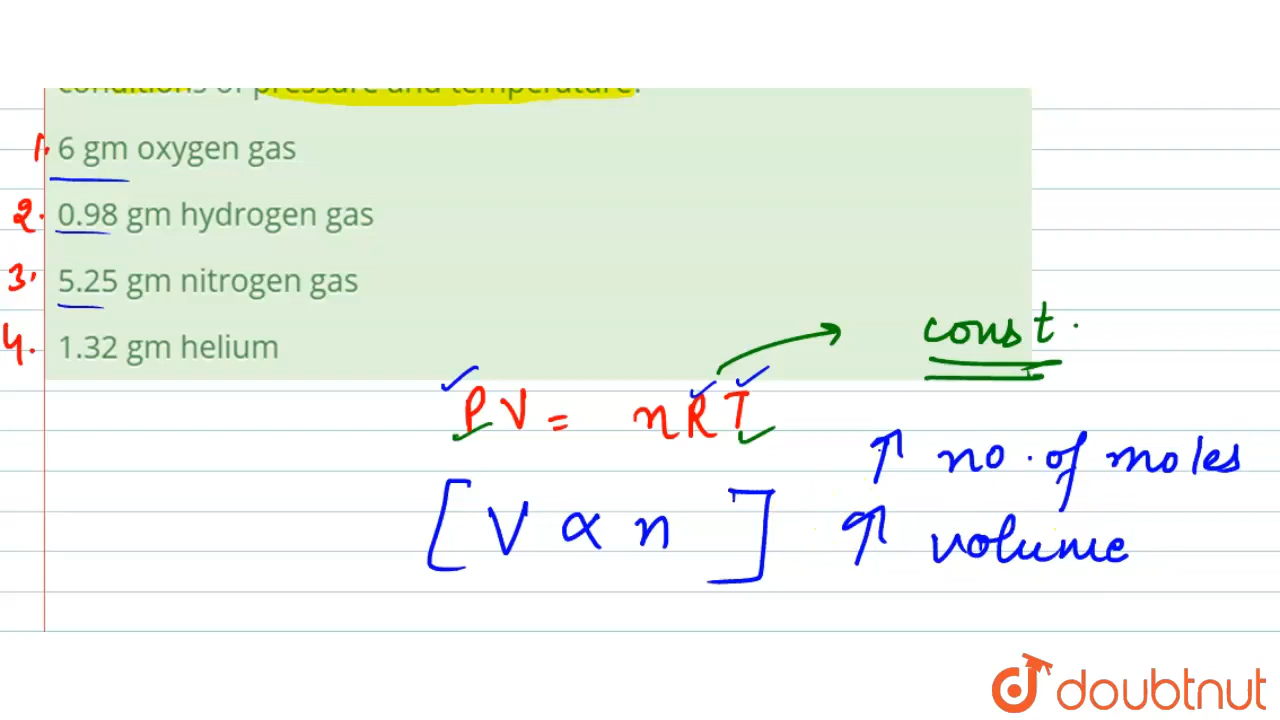 conditions of pressure and temperature.
1. 6 gm oxygen gas
2. 0.98 gm hydrogen gas
3. 5.25 gm nitrogen gas
4. 1.32 gm helium
const.
PV = nRT
↑ no. of moles
[V ∝ n]
↑ volume
doubtnut